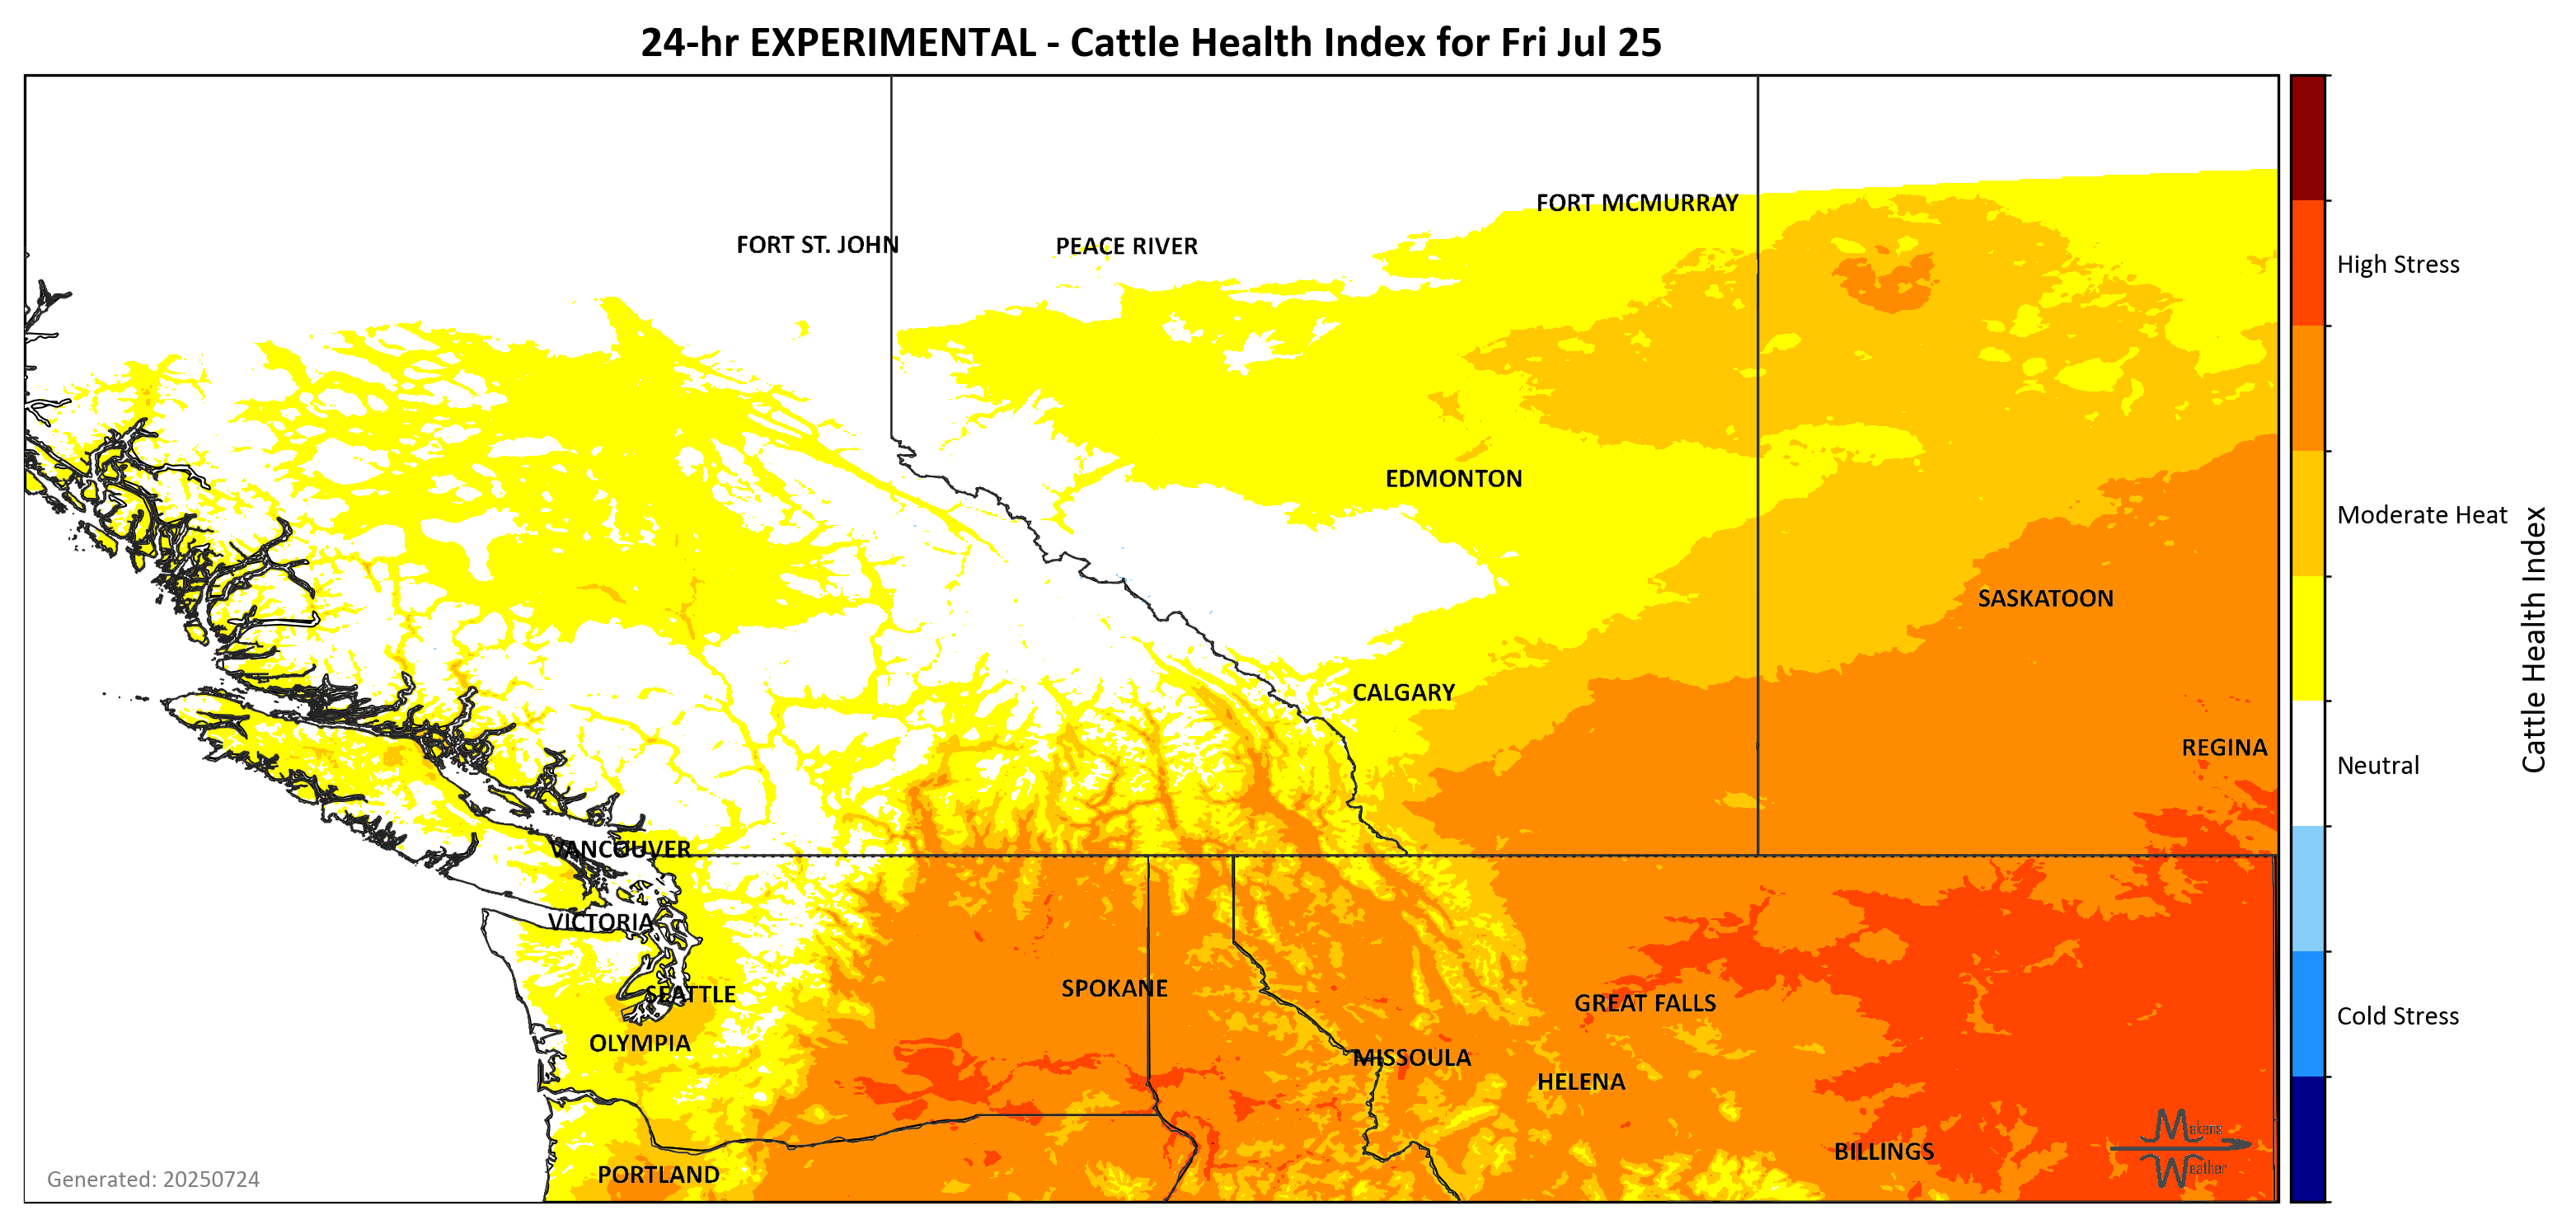 24-hr EXPERIMENTAL - Cattle Health Index for Fri Jul 25
FORT MCMURRAY
FORT ST. JOHN
PEACE RIVER
High Stress
EDMONTON
Moderate Heat
SASKATOON
CALGARY
REGINA
Neutral
Cattle Health Index
VANCOUVER
VICTORIA
SPOKANE
SEATTLE
GREAT FALLS
Cold Stress
OLYMPIA
MISSOULA
HELENA
Makens
BILLINGS
Weather
PORTLAND
Generated: 20250724